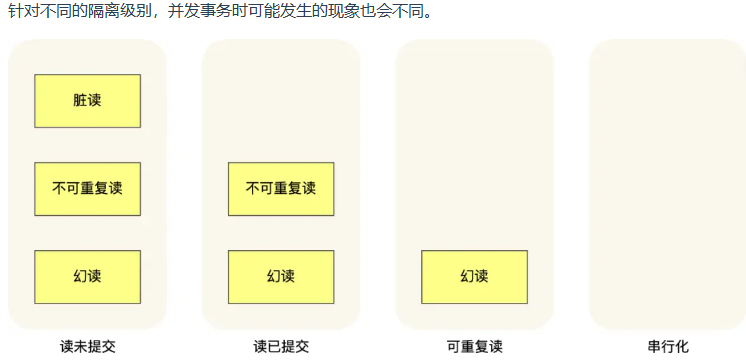 针对不同的隔离级别，并发事务时可能发生的现象也会不同。
脏读
不可重复读
不可重复读
幻读
幻读
幻读
读未提交
读已提交
可重复读
串行化